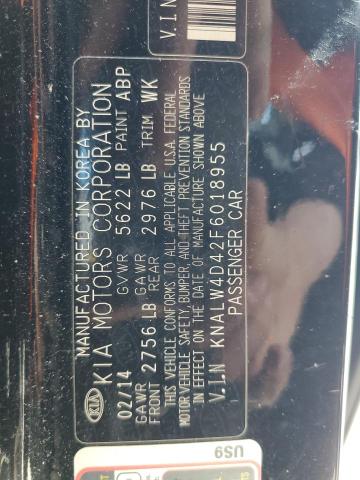 MANUFACTURED IN KOREA BY
KIA KIA MOTORS CORPORATION
02/14 GVWR 5622 LB PAINT ABP
GAWR FRONT 2756 LB GAWR REAR 2976 LB TRIM WK
THIS VEHICLE CONFORMS TO ALL APPLICABLE U.S.A. FEDERAL
MOTOR VEHICLE SAFETY, BUMPER, AND THEFT PREVENTION STANDARDS
IN EFFECT ON THE DATE OF MANUFACTURE SHOWN ABOVE
V.I.N KNALW4D42F6018955
PASSENGER CAR
V.I.N
US9